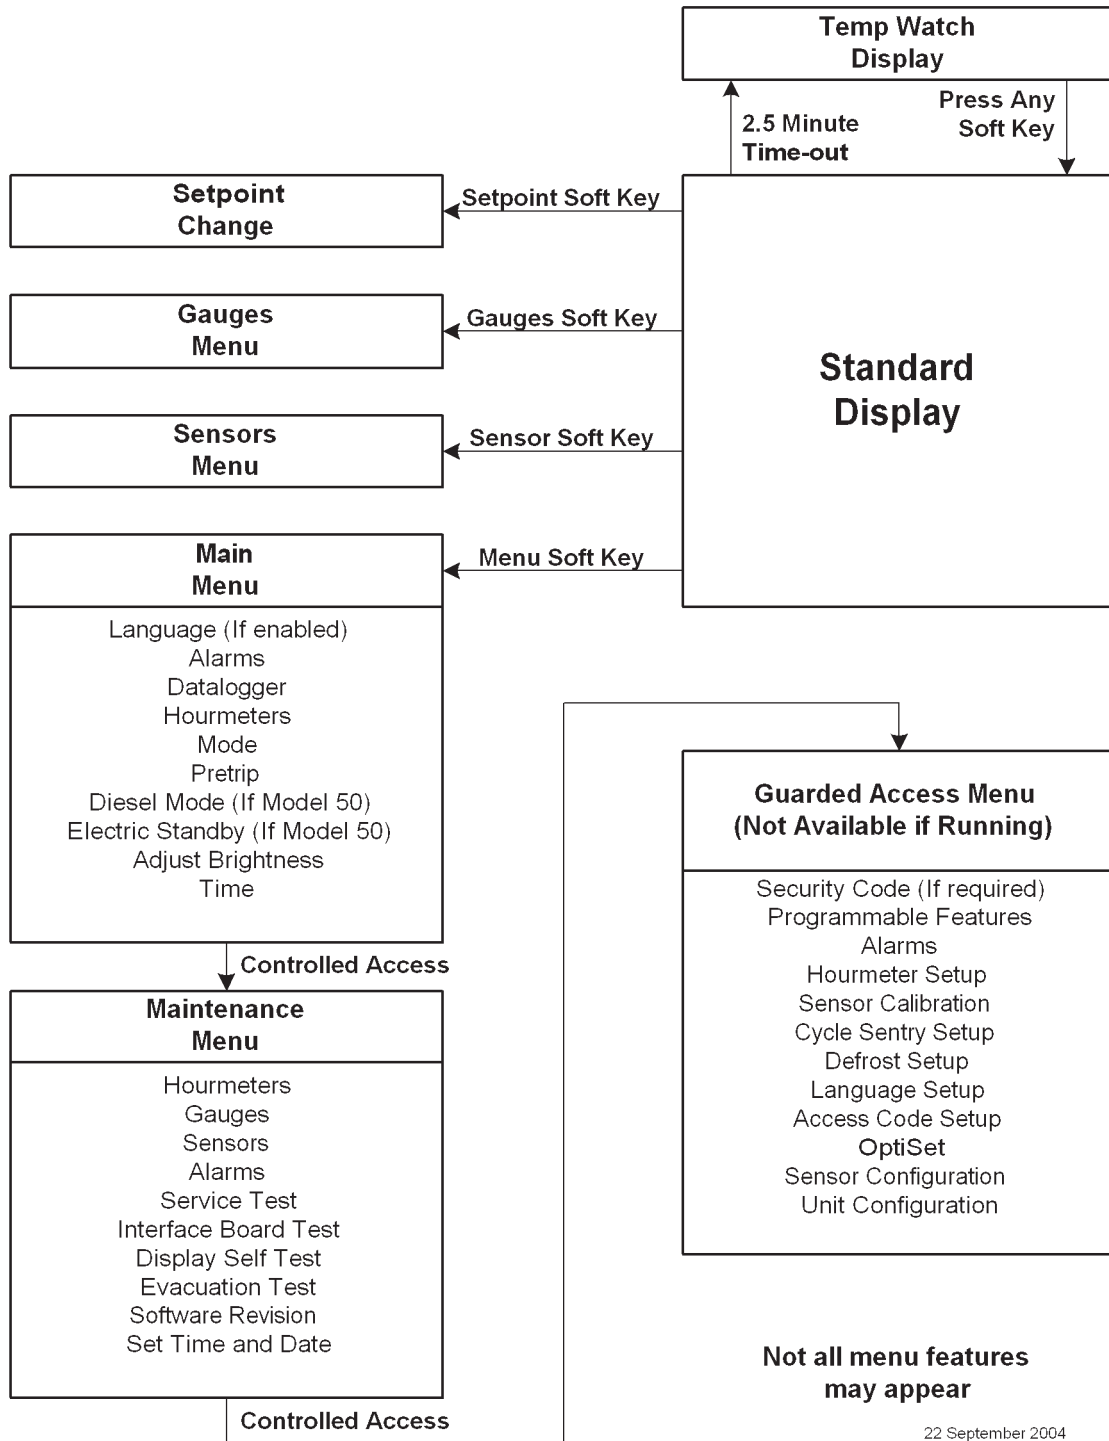 Temp Watch
Display
2.5 Minute
Time-out
Press Any
Soft Key
Setpoint
Change
Setpoint Soft Key
Gauges
Menu
Gauges Soft Key
Standard
Display
Sensors
Menu
Sensor Soft Key
Main
Menu
Menu Soft Key
Language (If enabled)
Alarms
Datalogger
Hourmeters
Mode
Pretrip
Diesel Mode (If Model 50)
Electric Standby (If Model 50)
Adjust Brightness
Time
Controlled Access
Maintenance
Menu
Hourmeters
Gauges
Sensors
Alarms
Service Test
Interface Board Test
Display Self Test
Evacuation Test
Software Revision
Set Time and Date
Controlled Access
Guarded Access Menu
(Not Available if Running)
Security Code (If required)
Programmable Features
Alarms
Hourmeter Setup
Sensor Calibration
Cycle Sentry Setup
Defrost Setup
Language Setup
Access Code Setup
OptiSet
Sensor Configuration
Unit Configuration
Not all menu features
may appear
22 September 2004